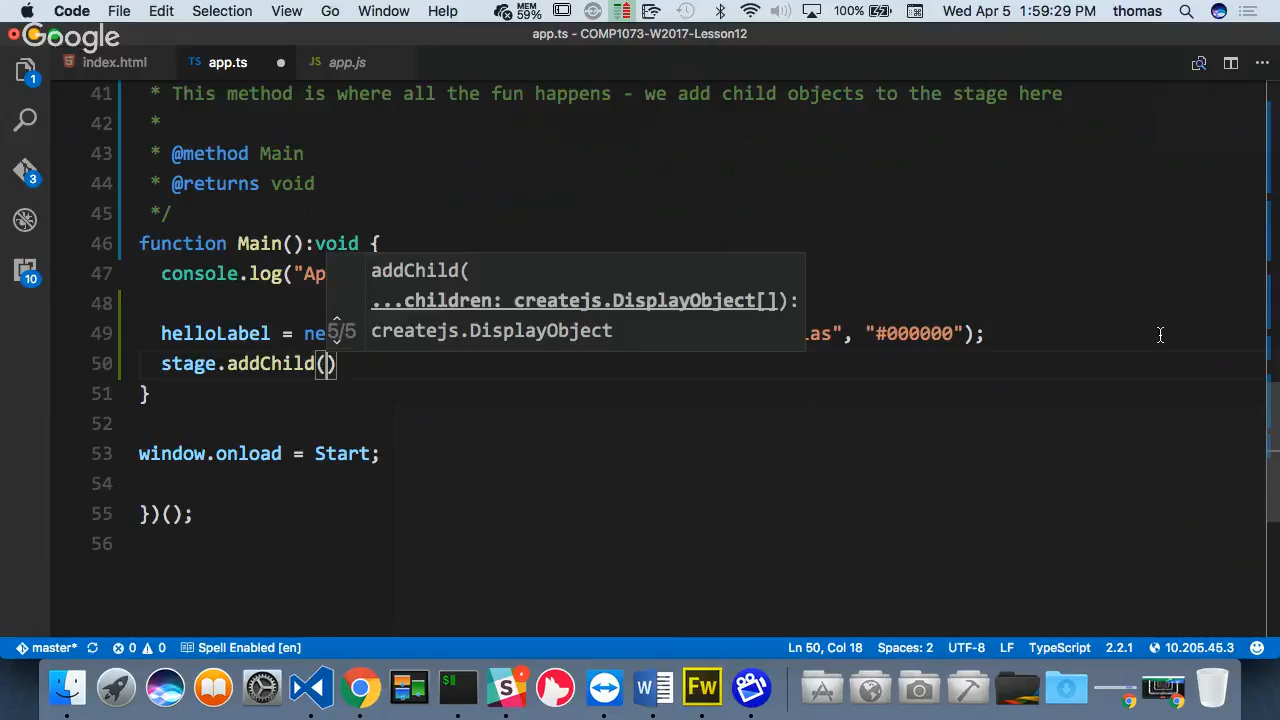 Code File Edit Selection View Go Window Help MEM 59% 100% Wed Apr 5 1:59:29 PM thomas
Google
app.ts - COMP1073-W2017-Lesson12
index.html app.ts app.js
41 * This method is where all the fun happens - we add child objects to the stage here
42 *
43 * @method Main
44 * @returns void
45 */
46 function Main():void {
47 console.log("Ap
addChild(
...children: createjs.DisplayObject[]):
5/5 createjs.DisplayObject
48
49 helloLabel = ne las", "#000000");
50 stage.addChild()
51 }
52
53 window.onload = Start;
54
55 })();
56
1
3
10
master* 0 0 Spell Enabled [en] Ln 50, Col 18 Spaces: 2 UTF-8 LF TypeScript 2.2.1 10.205.45.3
$ S W Fw